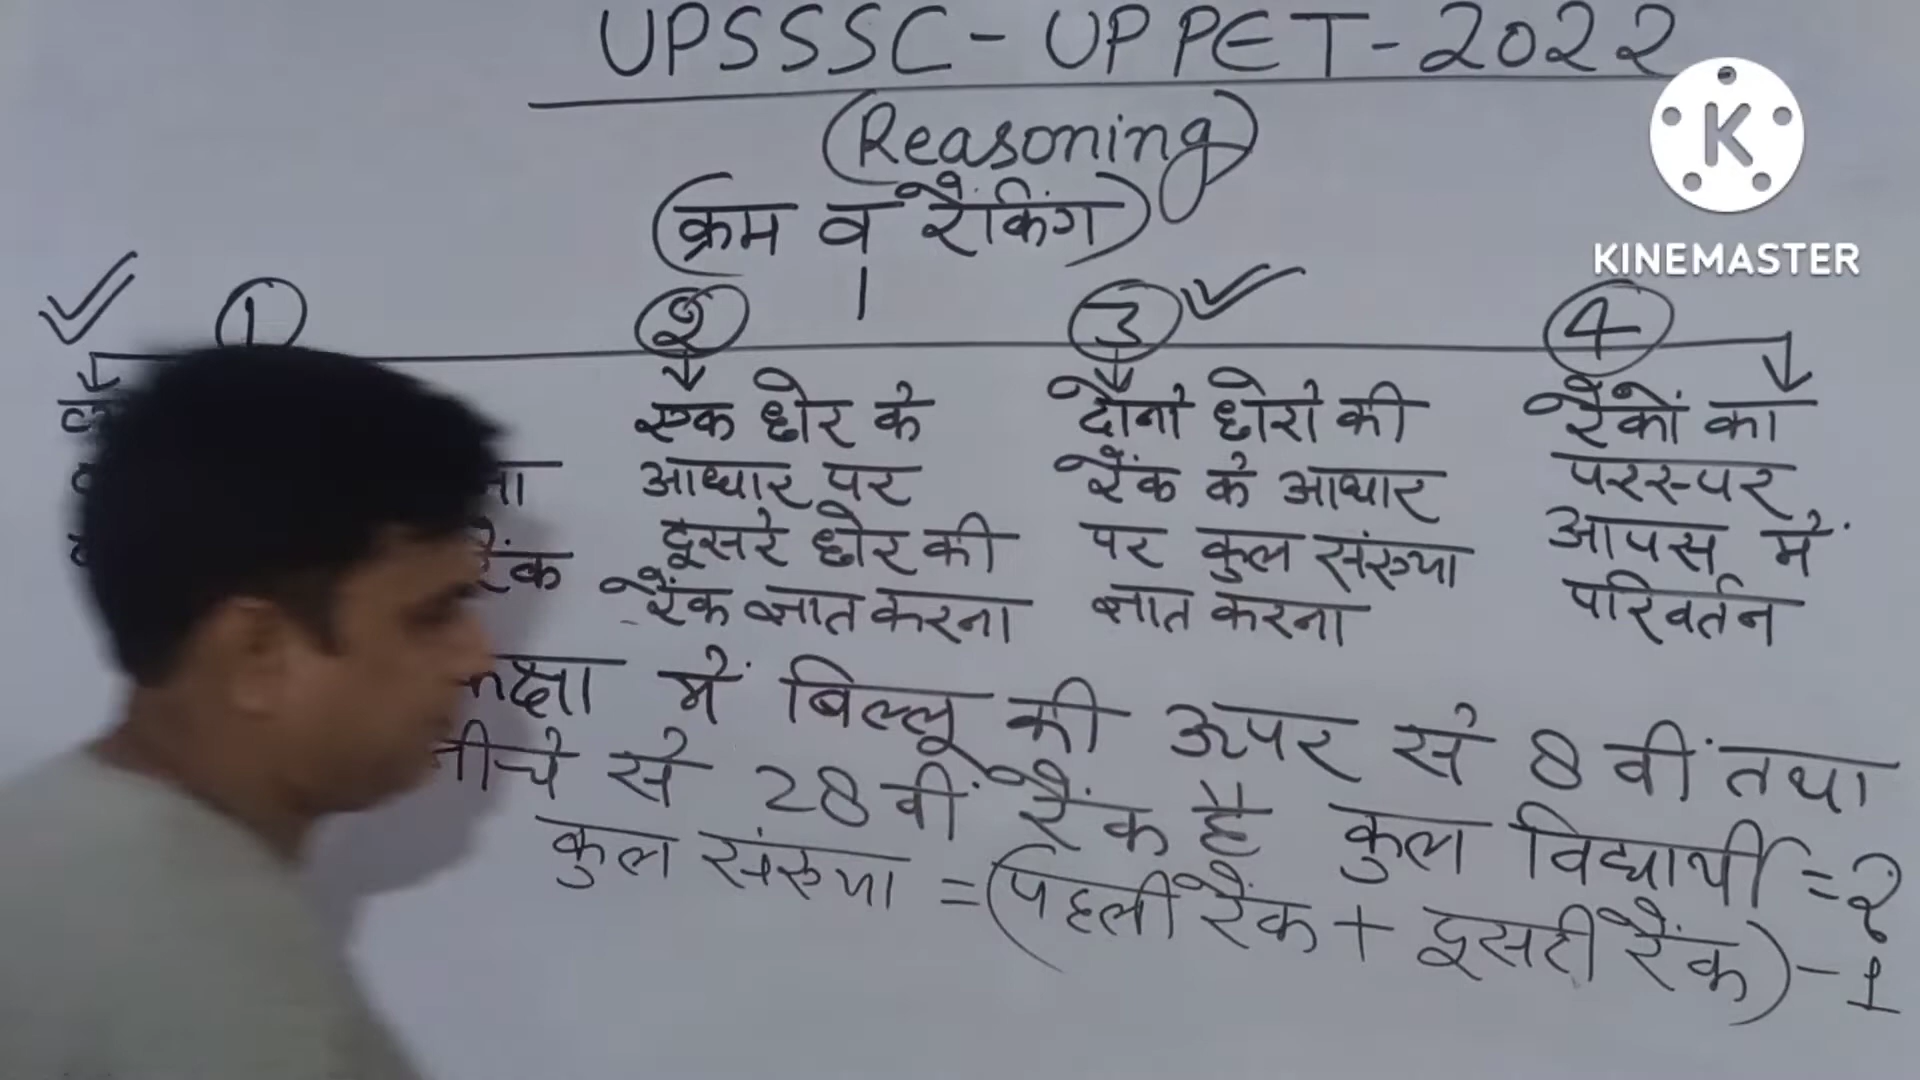 UPSSSC - UPPET - 2022
(Reasoning)
(क्रम व रैंकिंग)
K
KINEMASTER
1 2 3 4
एक छोर के
आधार पर
दूसरे छोर की
रैंक ज्ञात करना
दोनो छोरो की
रैंक के आधार
पर कुल संख्या
ज्ञात करना
रैंकों का
परस्पर
आपस में
परिवर्तन
में बिल्लू की ऊपर से 8 वीं तथा
से 28 वीं रैंक है कुल विद्यार्थी = ?
कुल संख्या = (पहली रैंक + दूसरी रैंक) - 1